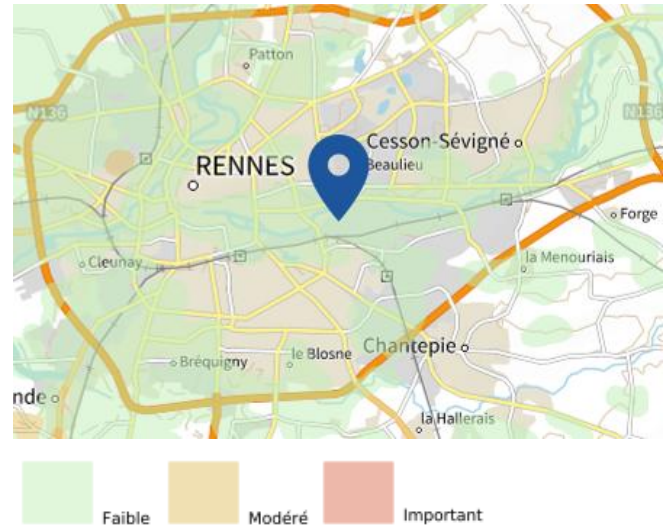 Patton
N136
N136
Cesson-Sévigné
RENNES
Beaulieu
Forge
Cleunay
la Menouriais
Chantepie
le Blosne
Bréquigny
nde
la Hallerais
Faible Modéré Important